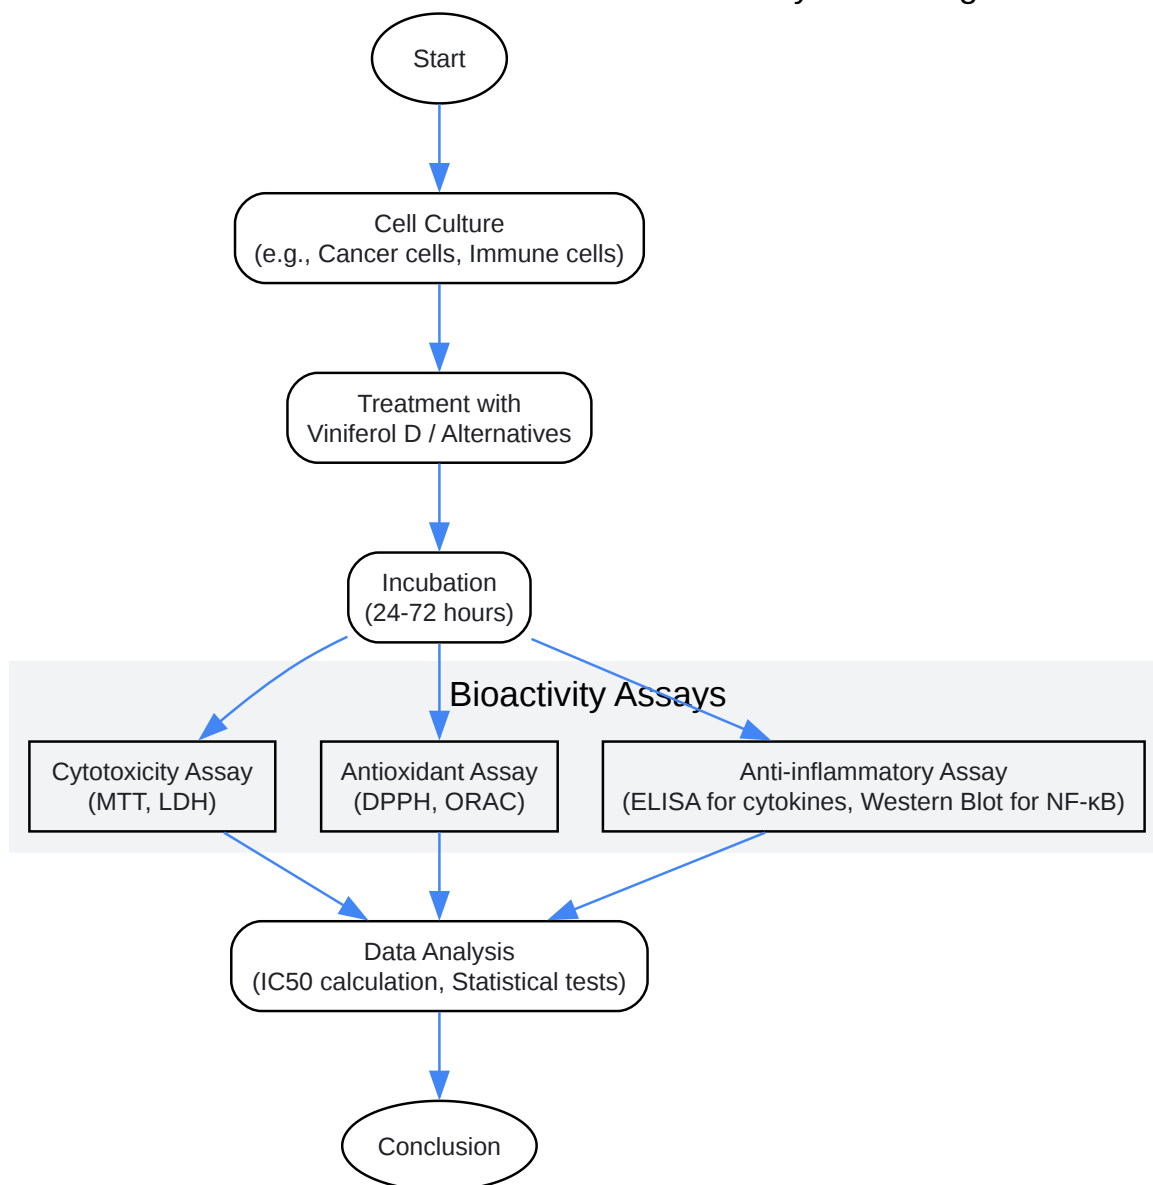 Start
Cell Culture
(e.g., Cancer cells, Immune cells)
Treatment with
Viniferol D / Alternatives
Incubation
(24-72 hours)
Bioactivity Assays
Cytotoxicity Assay
(MTT, LDH)
Antioxidant Assay
(DPPH, ORAC)
Anti-inflammatory Assay
(ELISA for cytokines, Western Blot for NF-κB)
Data Analysis
(IC50 calculation, Statistical tests)
Conclusion